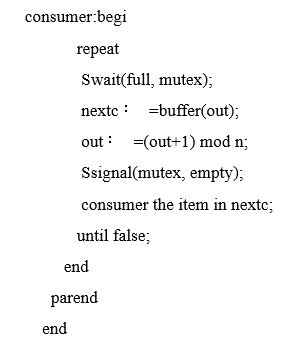 consumer:begi
repeat
Swait(full, mutex);
nextc： =buffer(out);
out： =(out+1) mod n;
Ssignal(mutex, empty);
consumer the item in nextc;
until false;
end
parend
end